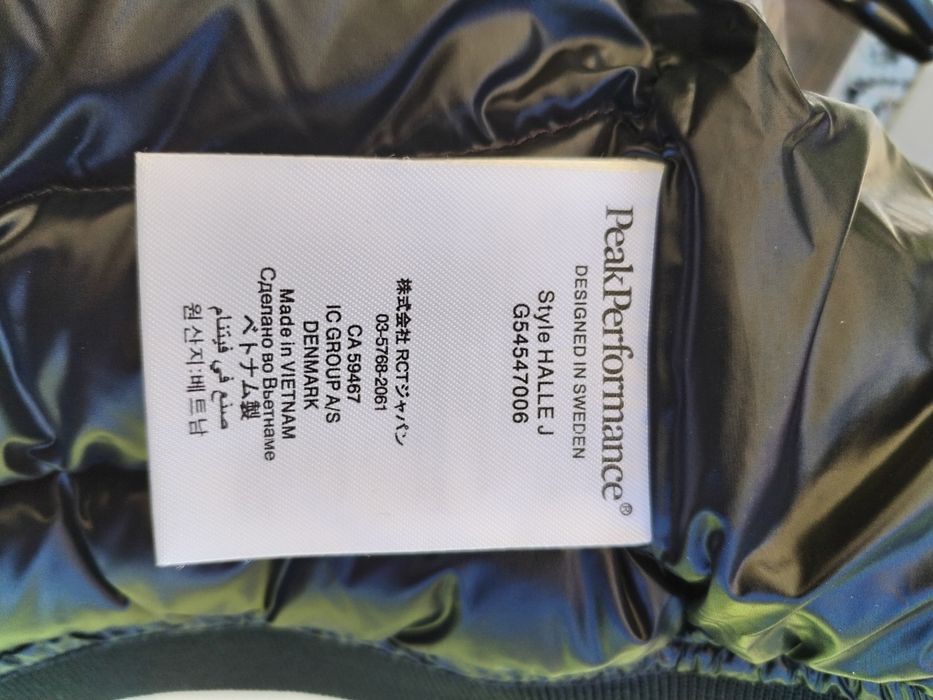 PeakPerformance®
DESIGNED IN SWEDEN
Style HALLE J
G54547006
株式会社 RCTジャパン
03-5768-2061
CA 59467
IC GROUP A/S
DENMARK
Made in VIETNAM
Сделано во Вьетнаме
ベトナム製
صنع في فيتنام
원산지:베트남